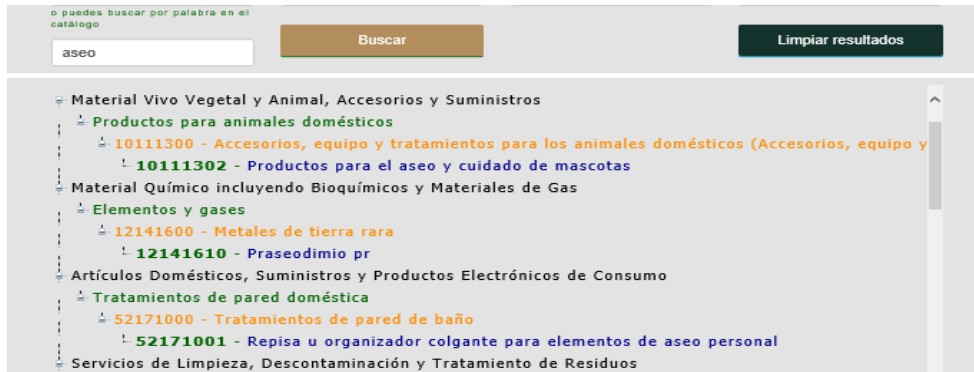 o puedes buscar por palabra en el
catálogo
aseo
Buscar
Limpiar resultados
Material Vivo Vegetal y Animal, Accesorios y Suministros
Productos para animales domésticos
10111300 - Accesorios, equipo y tratamientos para los animales domésticos (Accesorios, equipo y
10111302 - Productos para el aseo y cuidado de mascotas
Material Químico incluyendo Bioquímicos y Materiales de Gas
Elementos y gases
12141600 - Metales de tierra rara
12141610 - Praseodimio pr
Artículos Domésticos, Suministros y Productos Electrónicos de Consumo
Tratamientos de pared doméstica
52171000 - Tratamientos de pared de baño
52171001 - Repisa u organizador colgante para elementos de aseo personal
Servicios de Limpieza, Descontaminación y Tratamiento de Residuos